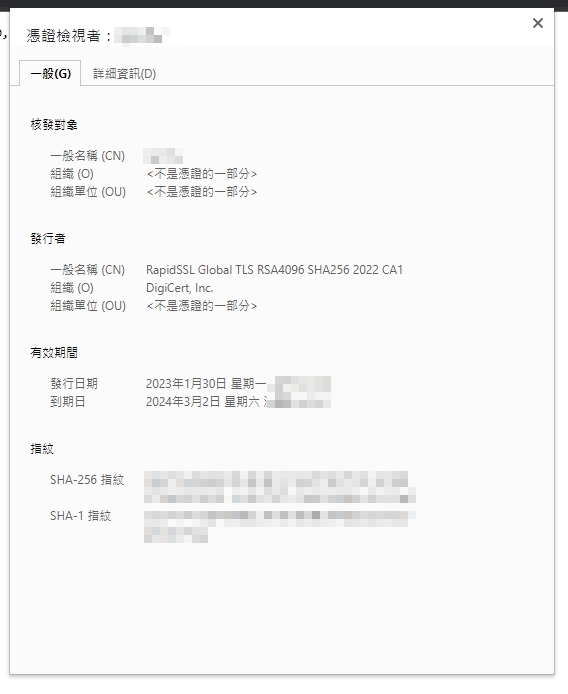 憑證檢視者：
一般(G) 詳細資訊(D)
核發對象
一般名稱 (CN)
組織 (O) <不是憑證的一部分>
組織單位 (OU) <不是憑證的一部分>
發行者
一般名稱 (CN) RapidSSL Global TLS RSA4096 SHA256 2022 CA1
組織 (O) DigiCert, Inc.
組織單位 (OU) <不是憑證的一部分>
有效期間
發行日期 2023年1月30日 星期一
到期日 2024年3月2日 星期六
指紋
SHA-256 指紋
SHA-1 指紋